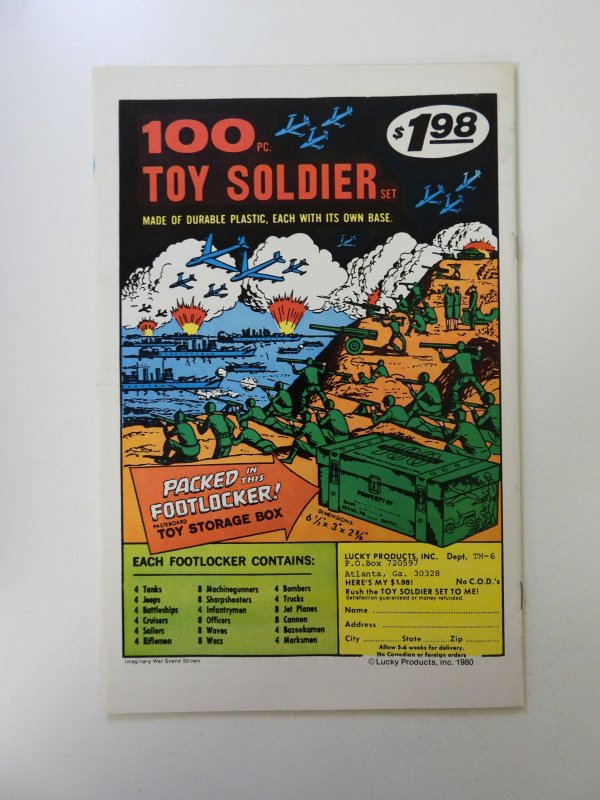 100 PC.
$1.98
TOY SOLDIER SET
MADE OF DURABLE PLASTIC, EACH WITH ITS OWN BASE.
PACKED IN THIS
FOOTLOCKER!
PASTEBOARD
TOY STORAGE BOX
PROPERTY OF
DIMENSIONS
6 1/2 x 3" x 2 3/4"
EACH FOOTLOCKER CONTAINS:
4 Tanks
4 Jeeps
4 Battleships
4 Cruisers
4 Sailors
4 Riflemen
8 Machinegunners
8 Sharpshooters
4 Infantrymen
8 Officers
8 Waves
8 Wacs
4 Bombers
4 Trucks
8 Jet Planes
8 Cannon
4 Bazookamen
4 Marksmen
LUCKY PRODUCTS, INC. Dept. TM-6
P.O.Box 720597
Atlanta, Ga. 30328
No C.O.D.'s
HERE'S MY $1.98!
Rush the TOY SOLDIER SET TO ME!
Satisfaction guaranteed or money refunded.
Name
Address
City State Zip
Allow 5-6 weeks for delivery.
No Canadian or foreign orders
Imaginary War Scene Shown
©Lucky Products, Inc. 1980